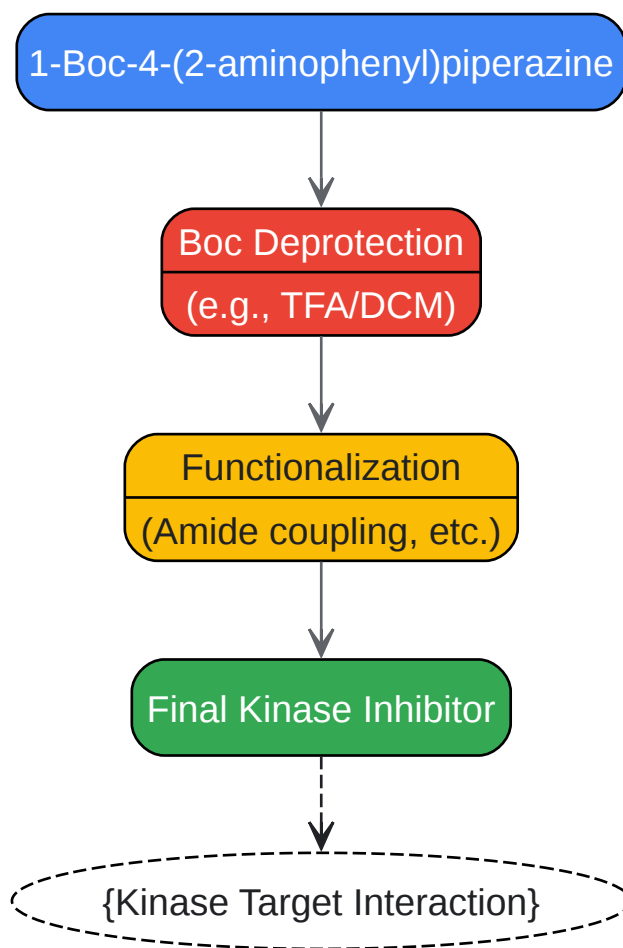 1-Boc-4-(2-aminophenyl)piperazine
Boc Deprotection
(e.g., TFA/DCM)
Functionalization
(Amide coupling, etc.)
Final Kinase Inhibitor
{Kinase Target Interaction}